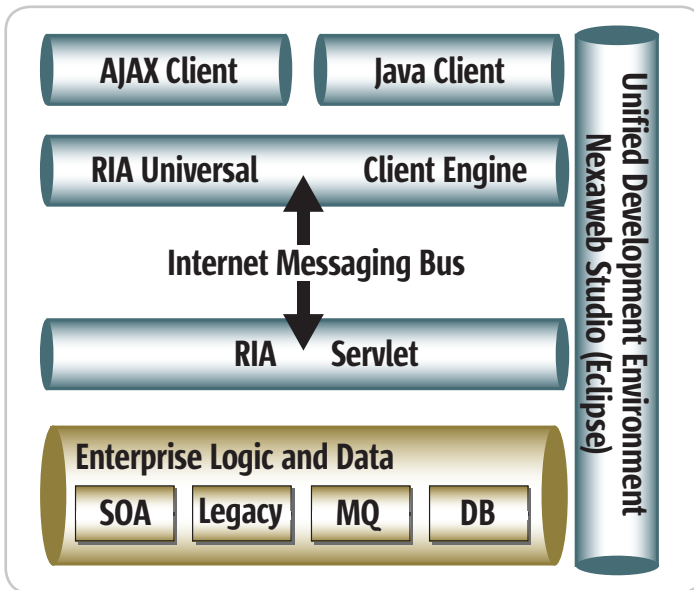 AJAX Client
Java Client
RIA Universal Client Engine
Internet Messaging Bus
RIA Servlet
Enterprise Logic and Data
SOA
Legacy
MQ
DB
Unified Development Environment
Nexaweb Studio (Eclipse)